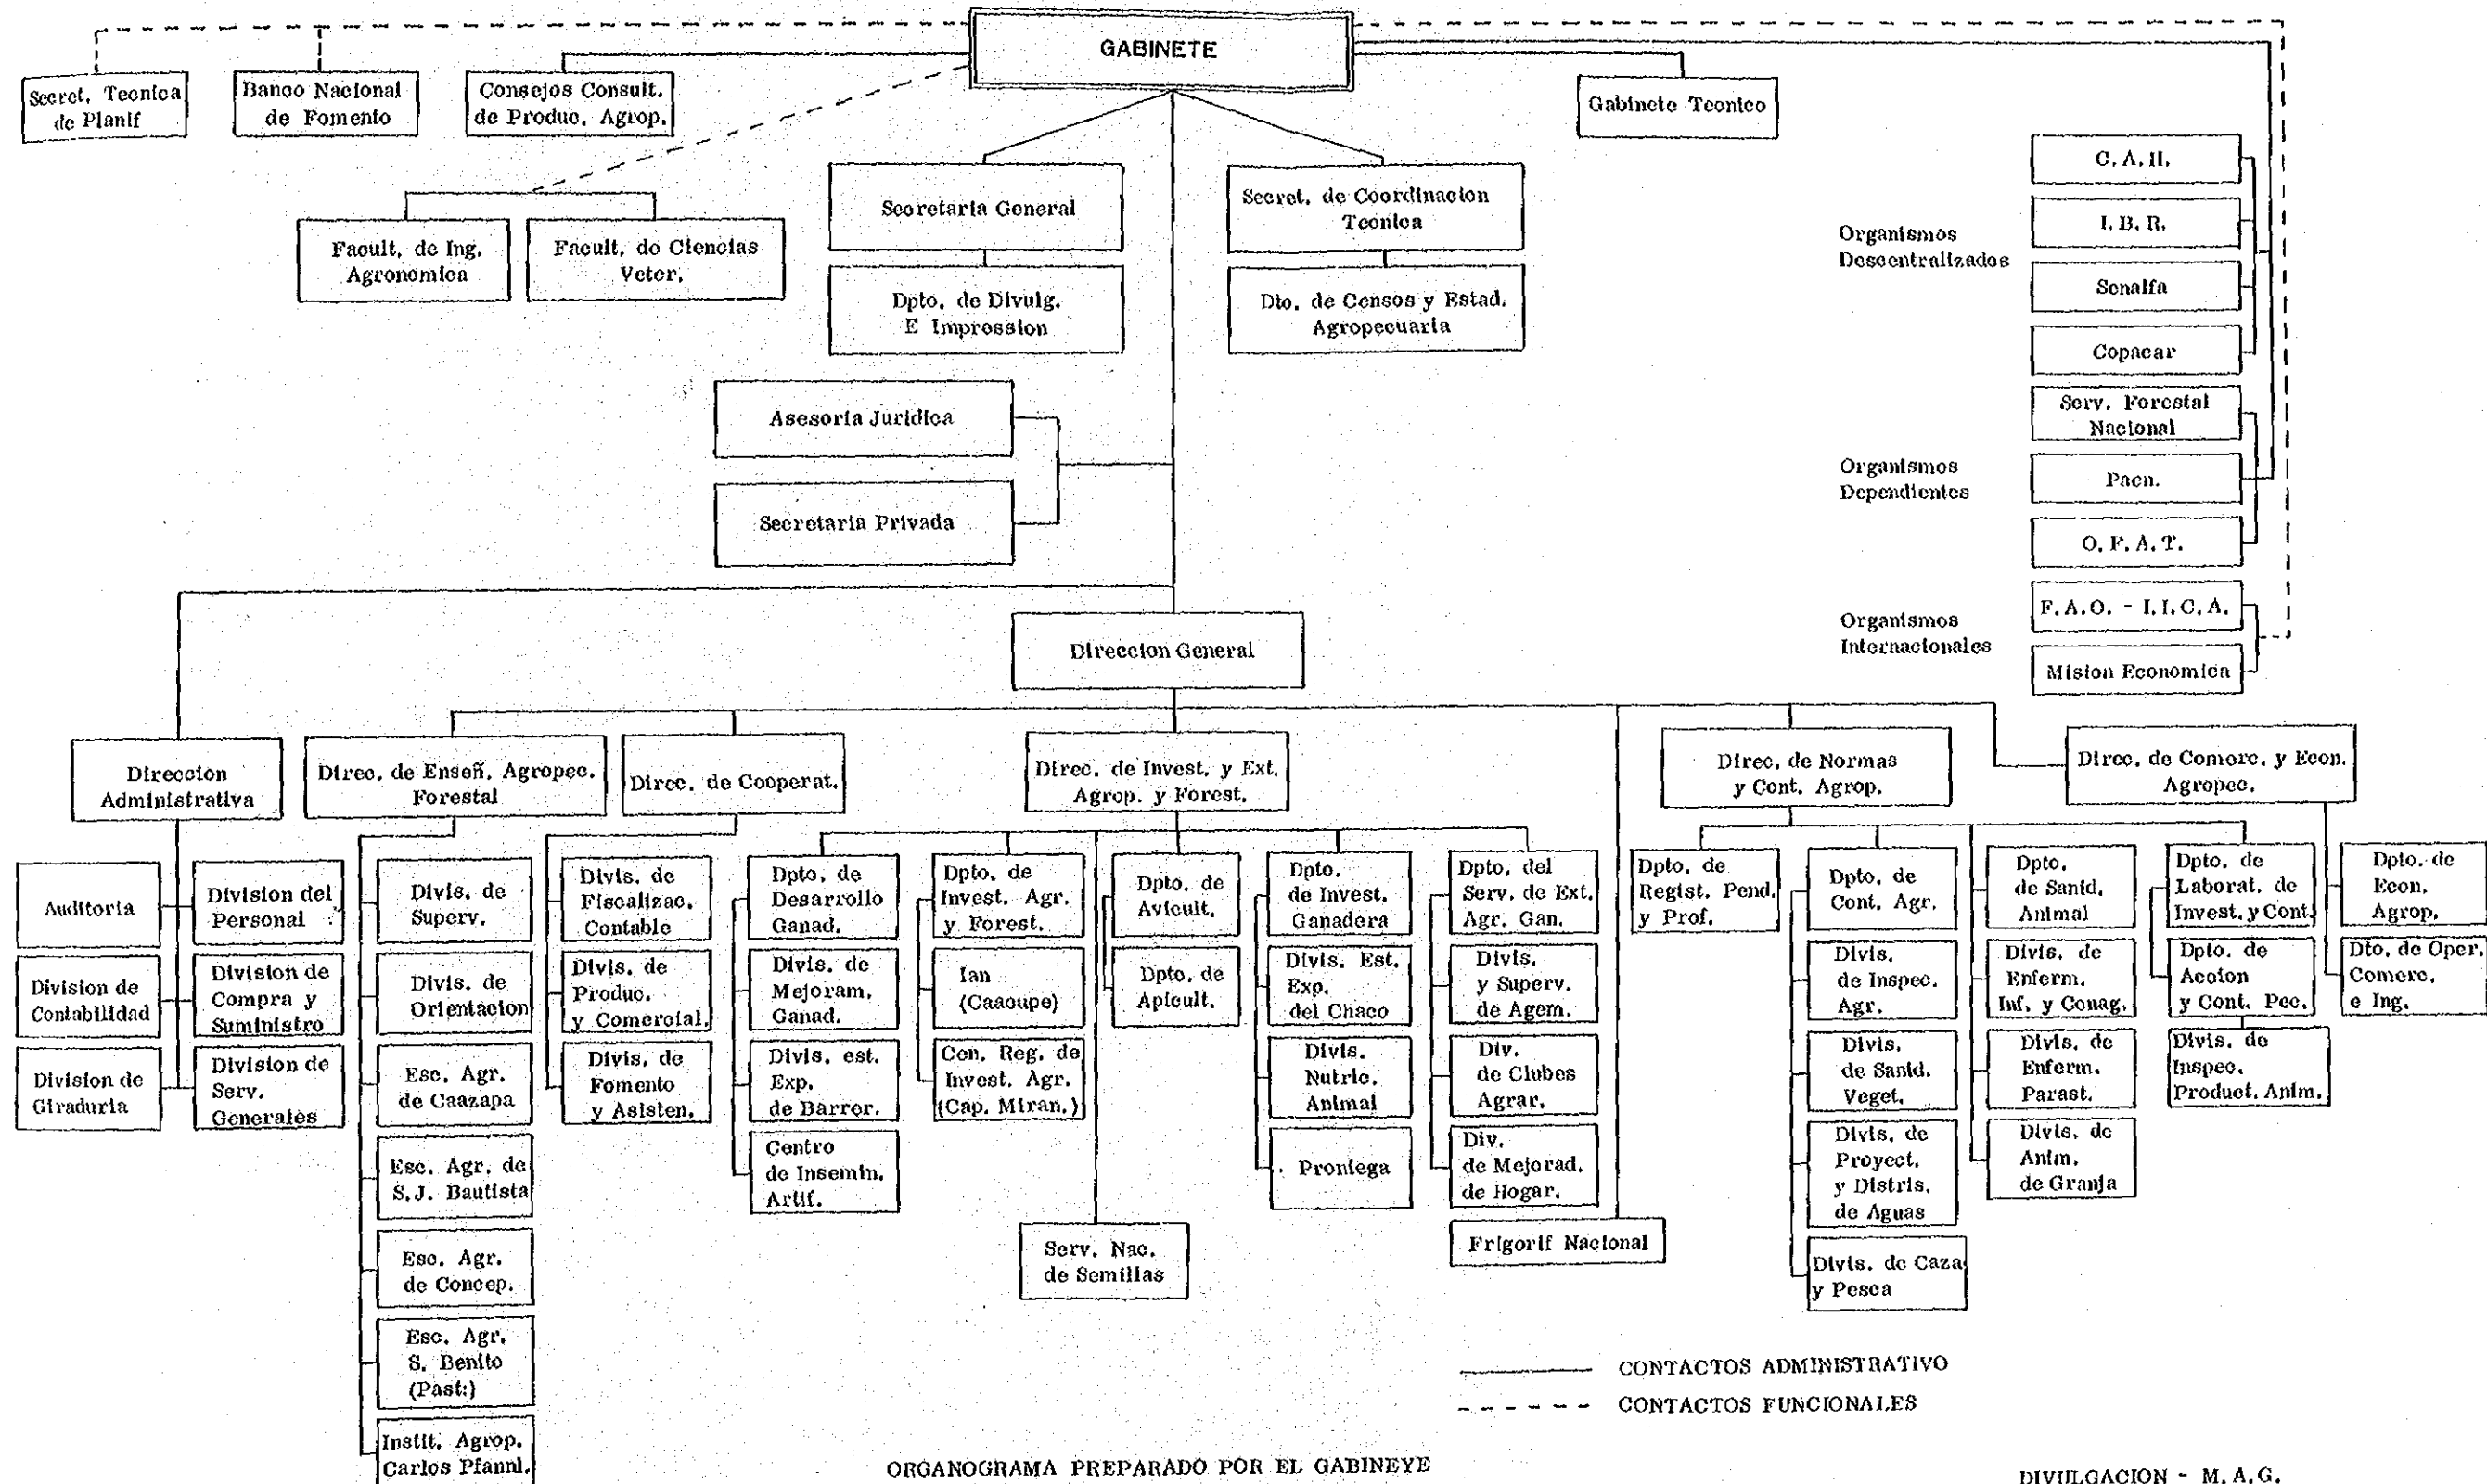 GABINETE
Secret. Tecnica
de Planif
Banco Nacional
de Fomento
Consejos Consult.
de Produc. Agrop.
Gabinete Tecnico
Facult. de Ing.
Agronomica
Facult. de Ciencias
Veter.
Secretaria General
Dpto. de Divulg.
E Impression
Secret. de Coordinacion
Tecnica
Dto. de Censos y Estad.
Agropecuaria
Organismos
Descentralizados
C. A. H.
I. B. R.
Senalfa
Copacar
Organismos
Dependientes
Serv. Forestal
Nacional
Pacn.
O. F. A. T.
Organismos
Internacionales
F. A. O. - I. I. C. A.
Mision Economica
Asesoria Juridica
Secretaria Privada
Direccion General
Direccion
Administrativa
Direc. de Enseñ. Agropec.
Forestal
Direc. de Cooperat.
Direc. de Invest. y Ext.
Agrop. y Forest.
Direc. de Normas
y Cont. Agrop.
Direc. de Comerc. y Econ.
Agropec.
Auditoria
Division de
Contabilidad
Division de
Giraduria
Division del
Personal
Division de
Compra y
Suministro
Division de
Serv.
Generales
Divis. de
Superv.
Divis. de
Orientacion
Esc. Agr.
de Caazapa
Esc. Agr. de
S.J. Bautista
Esc. Agr.
de Concep.
Esc. Agr.
S. Benito
(Past:)
Instit. Agrop.
Carlos Pfannl.
Divis. de
Fiscalizac.
Contable
Divis. de
Produc.
y Comercial.
Divis. de
Fomento
y Asisten.
Dpto. de
Desarrollo
Ganad.
Divis. de
Mejoram.
Ganad.
Divis. est.
Exp.
de Barror.
Centro
de Insemin.
Artif.
Dpto. de
Invest. Agr.
y Forest.
Ian
(Caacupe)
Cen. Reg. de
Invest. Agr.
(Cap. Miran.)
Serv. Nac.
de Semillas
Dpto. de
Avicult.
Dpto. de
Apicult.
Dpto.
de Invest.
Ganadera
Divis. Est.
Exp.
del Chaco
Divis.
Nutric.
Animal
Proniega
Dpto. del
Serv. de Ext.
Agr. Gan.
Divis.
y Superv.
de Agem.
Div.
de Clubes
Agrar.
Div.
de Mejorad.
de Hogar.
Frigorif Nacional
Dpto. de
Regist. Pend.
y Prof.
Dpto. de
Cont. Agr.
Divis.
de Inspec.
Agr.
Divis.
de Sanid.
Veget.
Divis. de
Proyect.
y Distris.
de Aguas
Divis. de Caza
y Pesca
Dpto.
de Sanid.
Animal
Divis. de
Enferm.
Inf. y Conag.
Divis. de
Enferm.
Parast.
Divis. de
Anim.
de Granja
Dpto. de
Laborat. de
Invest. y Cont.
Dpto. de
Accion
y Cont. Pec.
Divis. de
Inspec.
Product. Anim.
Dpto. de
Econ.
Agrop.
Dto. de Oper.
Comerc.
e Ing.
CONTACTOS ADMINISTRATIVO
CONTACTOS FUNCIONALES
ORGANOGRAMA PREPARADO POR EL GABINEYE
DIVULGACION - M. A. G.